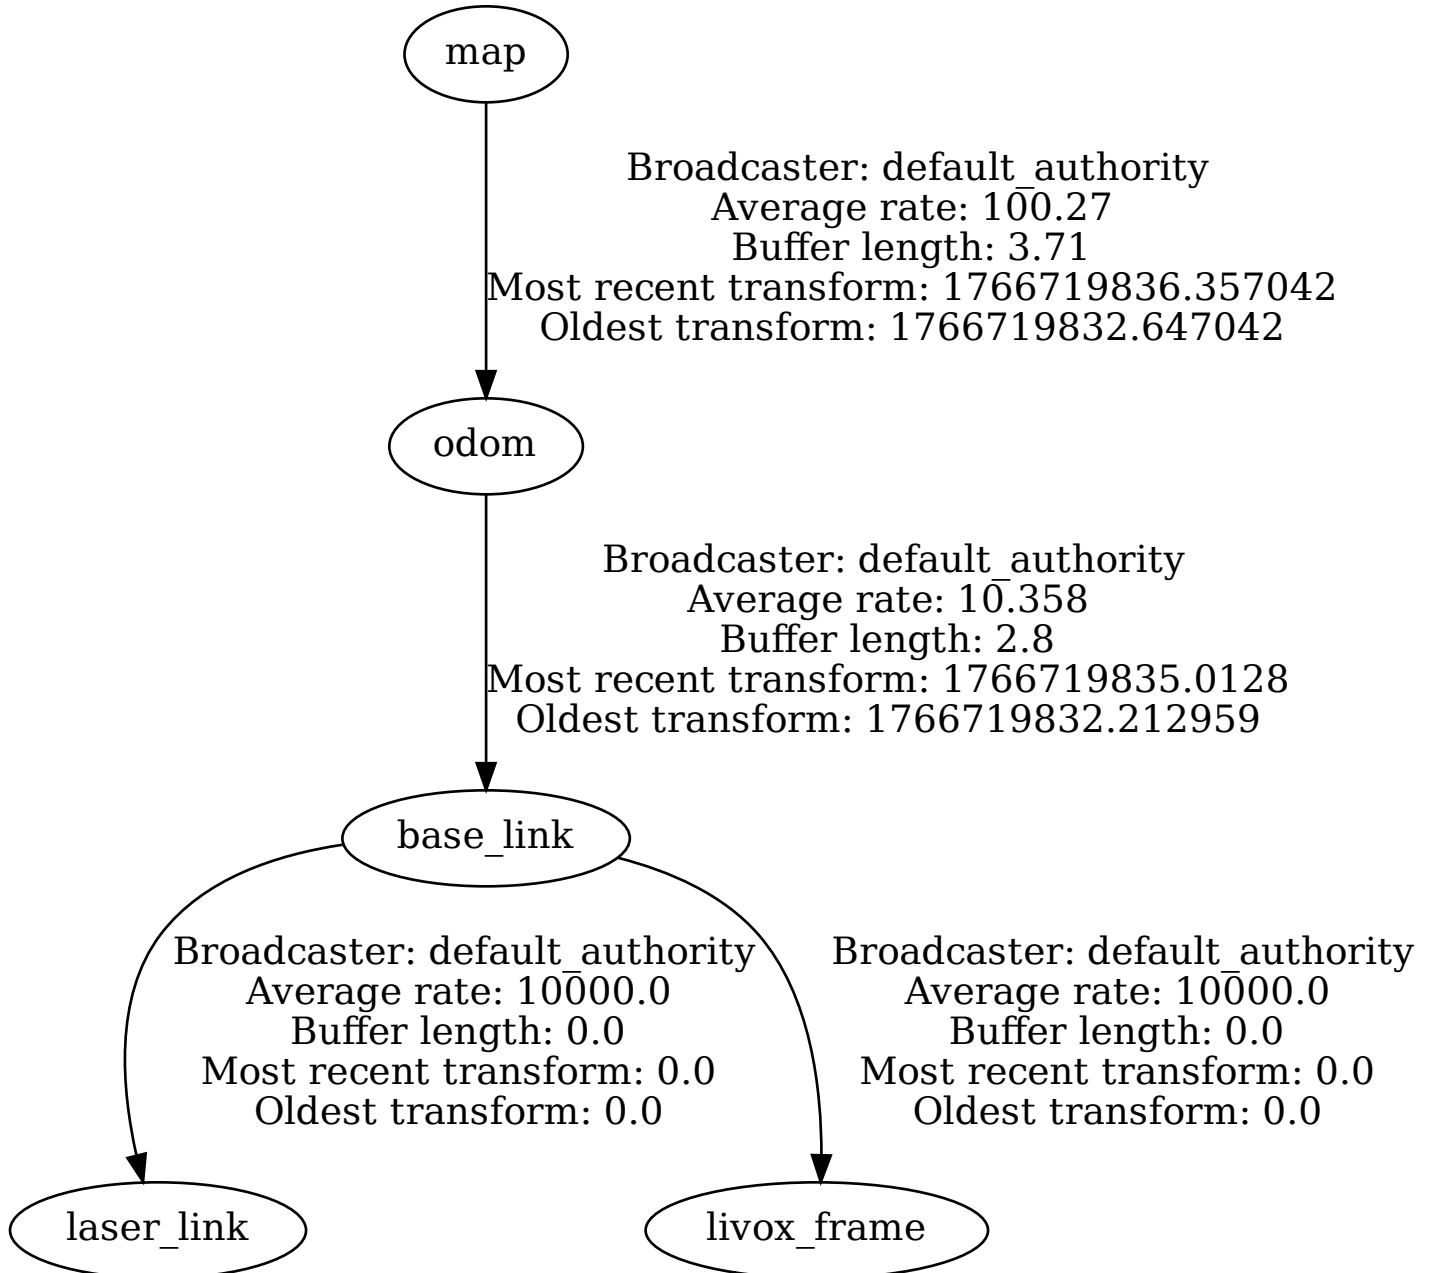 map
Broadcaster: default_authority
Average rate: 100.27
Buffer length: 3.71
Most recent transform: 1766719836.357042
Oldest transform: 1766719832.647042
odom
Broadcaster: default_authority
Average rate: 10.358
Buffer length: 2.8
Most recent transform: 1766719835.0128
Oldest transform: 1766719832.212959
base_link
Broadcaster: default_authority
Average rate: 10000.0
Buffer length: 0.0
Most recent transform: 0.0
Oldest transform: 0.0
Broadcaster: default_authority
Average rate: 10000.0
Buffer length: 0.0
Most recent transform: 0.0
Oldest transform: 0.0
laser_link
livox_frame